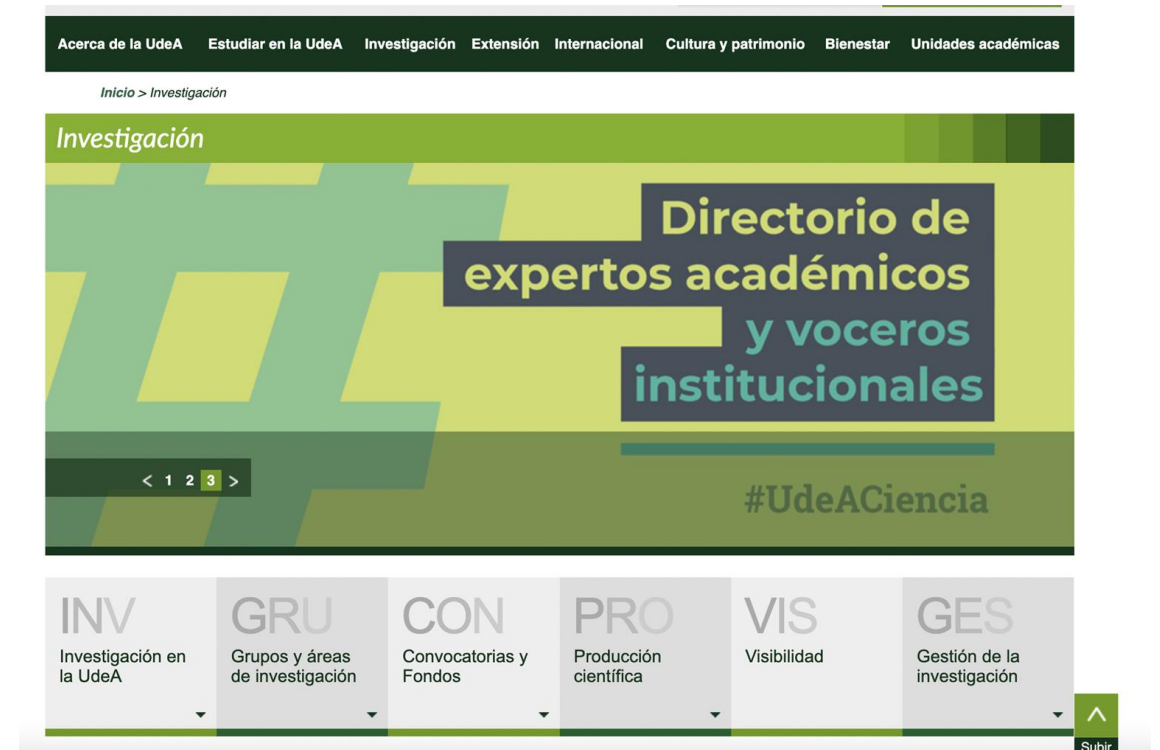 Acerca de la UdeA Estudiar en la UdeA Investigación Extensión Internacional Cultura y patrimonio Bienestar Unidades académicas
Inicio > Investigación
Investigación
Directorio de
expertos académicos
y voceros
institucionales
< 1 2 3 >
#UdeACiencia
INV
Investigación en
la UdeA
GRU
Grupos y áreas
de investigación
CON
Convocatorias y
Fondos
PRO
Producción
científica
VIS
Visibilidad
GES
Gestión de la
investigación
Subir